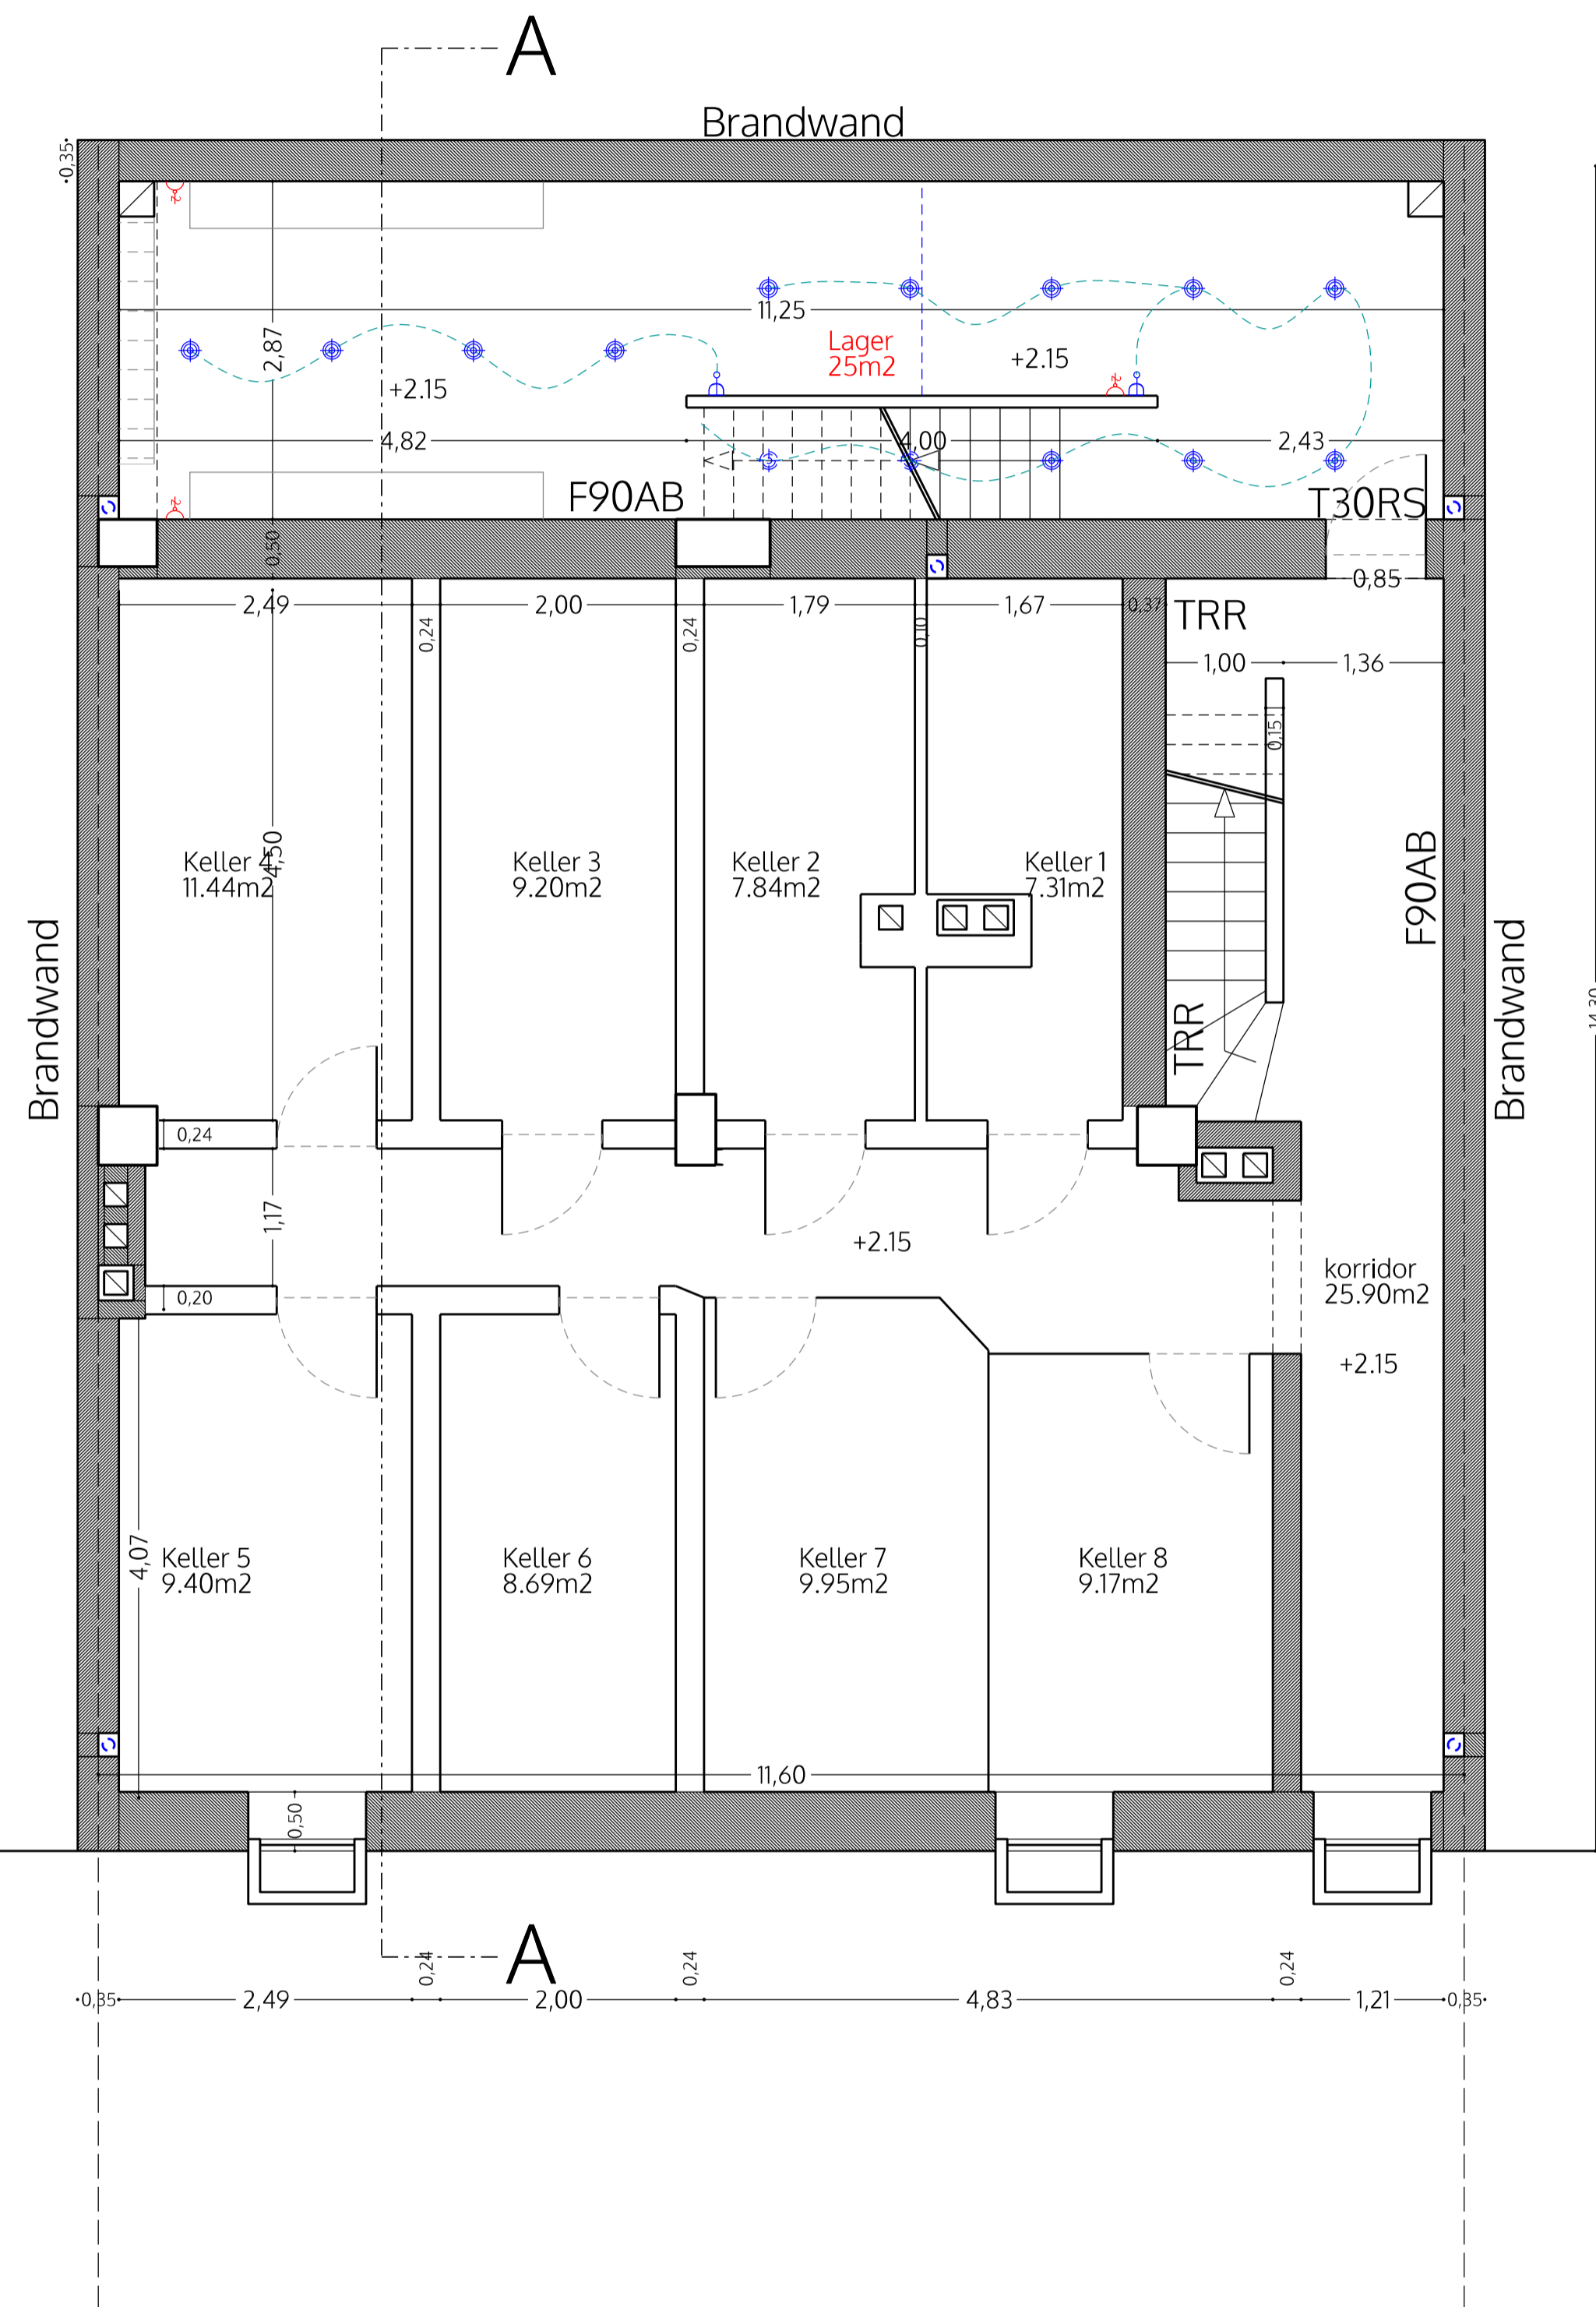 A
Brandwand
0,35
11,25
2,87
Lager
25m2
+2.15
+2.15
4,82
4,00
2,43
F90AB
T30RS
0,50
0,85
2,49
2,00
1,79
1,67
0,37
TRR
0,24
0,24
0,10
1,00
1,36
0,15
Keller 4
11.44m2
4,50
Keller 3
9.20m2
Keller 2
7.84m2
Keller 1
7.31m2
F90AB
Brandwand
Brandwand
14,30
TRR
0,24
1,17
+2.15
korridor
25.90m2
0,20
+2.15
4,07
Keller 5
9.40m2
Keller 6
8.69m2
Keller 7
9.95m2
Keller 8
9.17m2
11,60
0,50
A
0,24
0,24
0,24
0,35
2,49
2,00
4,83
1,21
0,35